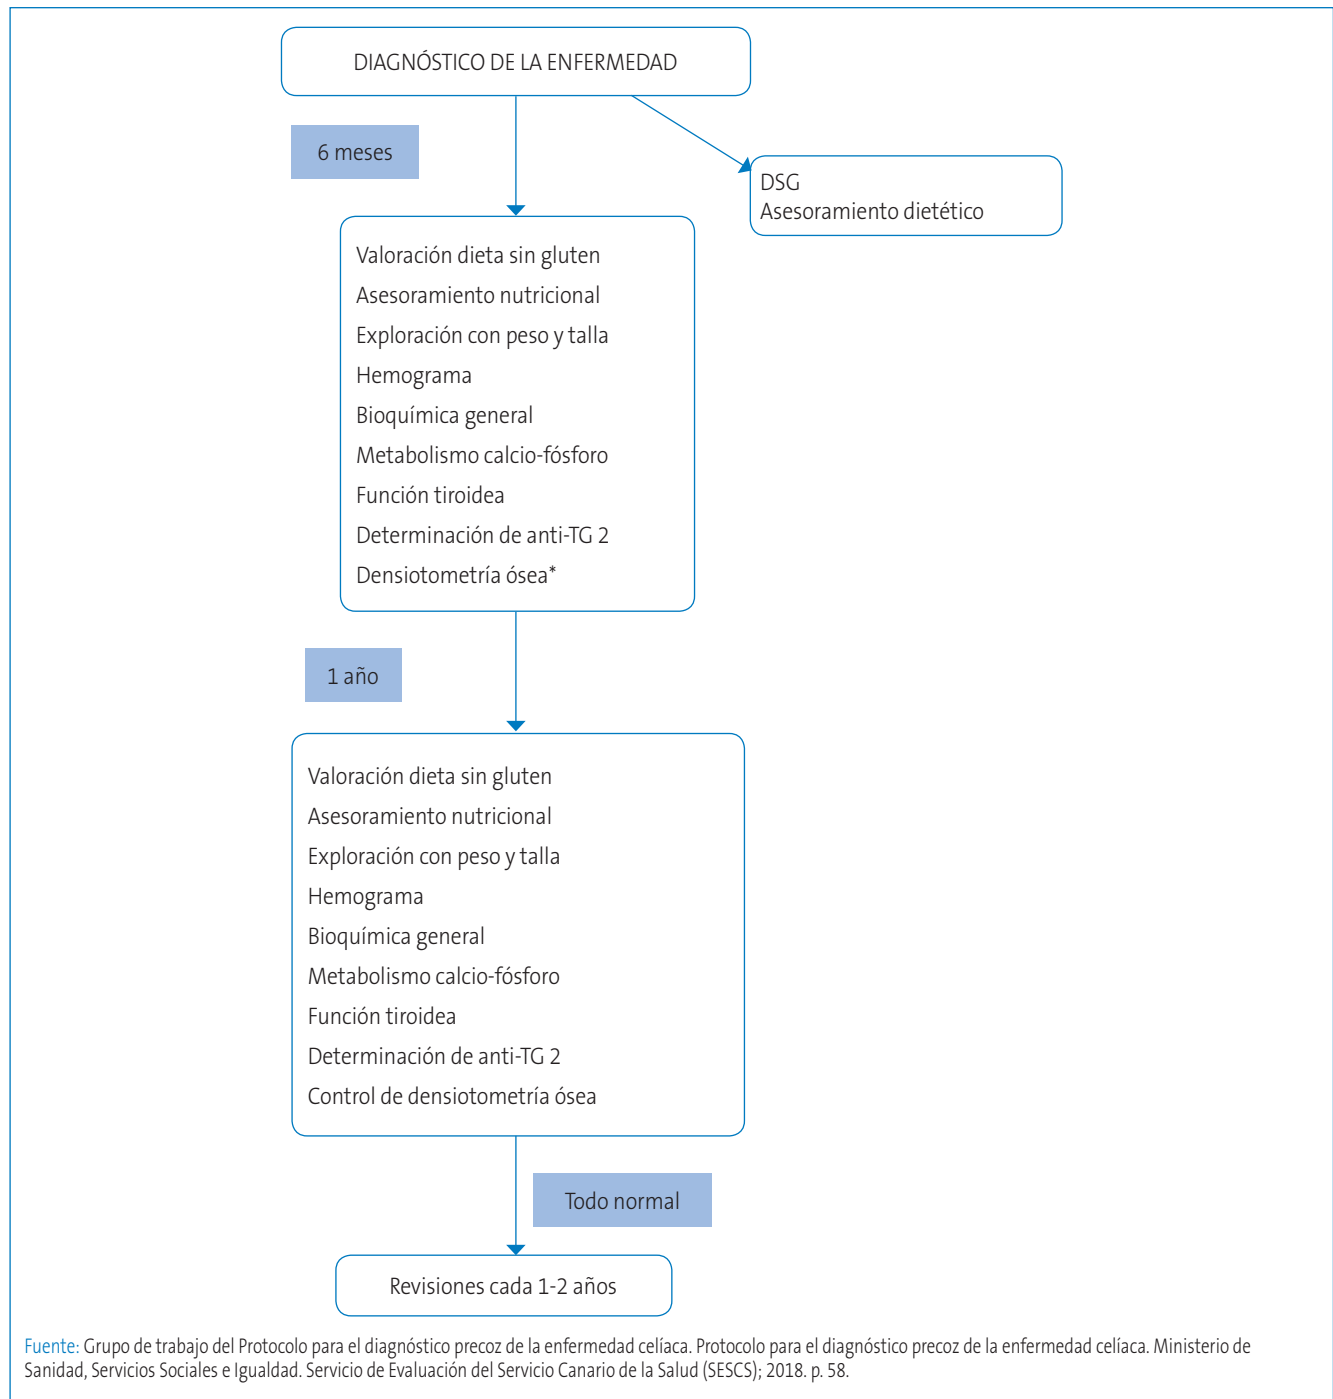 DIAGNÓSTICO DE LA ENFERMEDAD
6 meses
DSG
Asesoramiento dietético
Valoración dieta sin gluten
Asesoramiento nutricional
Exploración con peso y talla
Hemograma
Bioquímica general
Metabolismo calcio-fósforo
Función tiroidea
Determinación de anti-TG 2
Densiotometría ósea*
1 año
Valoración dieta sin gluten
Asesoramiento nutricional
Exploración con peso y talla
Hemograma
Bioquímica general
Metabolismo calcio-fósforo
Función tiroidea
Determinación de anti-TG 2
Control de densiotometría ósea
Todo normal
Revisiones cada 1-2 años
Fuente: Grupo de trabajo del Protocolo para el diagnóstico precoz de la enfermedad celíaca. Protocolo para el diagnóstico precoz de la enfermedad celíaca. Ministerio de
Sanidad, Servicios Sociales e Igualdad. Servicio de Evaluación del Servicio Canario de la Salud (SESCS); 2018. p. 58.